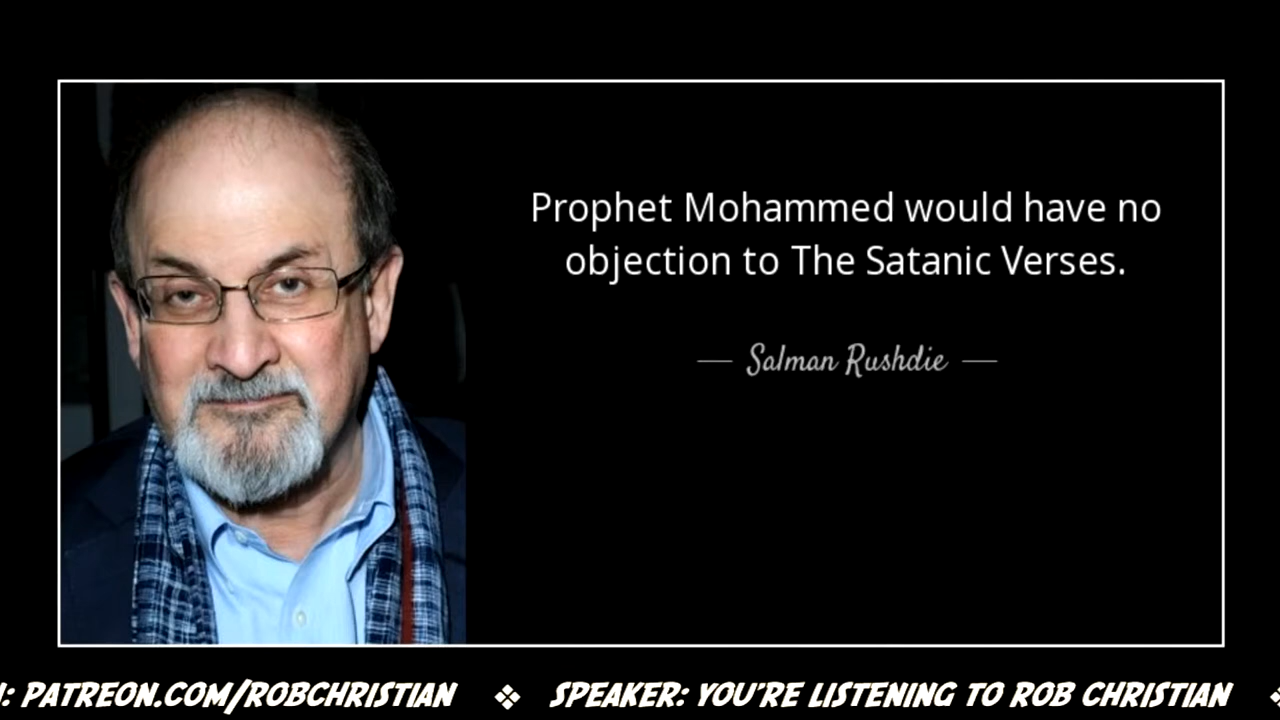 Prophet Mohammed would have no
objection to The Satanic Verses.
— Salman Rushdie —
: PATREON.COM/ROBCHRISTIAN ❖ SPEAKER: YOU'RE LISTENING TO ROB CHRISTIAN ❖